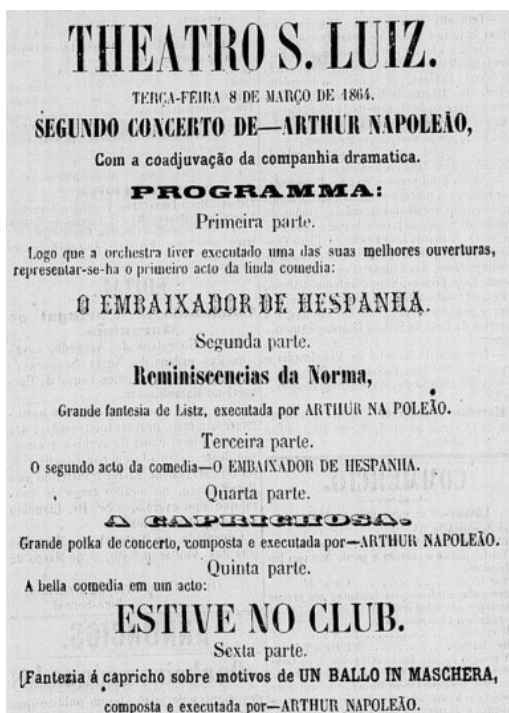 THEATRO S. LUIZ.
TERÇA-FEIRA 8 DE MARÇO DE 1864.
SEGUNDO CONCERTO DE—ARTHUR NAPOLEÃO,
Com a coadjuvação da companhia dramatica.
PROGRAMMA:
Primeira parte.
Logo que a orchestra tiver executado uma das suas melhores ouverturas,
representar-se-ha o primeiro acto da linda comedia:
O EMBAIXADOR DE HESPANHA.
Segunda parte.
Reminiscencias da Norma,
Grande fantesia de Listz, executada por ARTHUR NA POLEÃO.
Terceira parte.
O segundo acto da comedia—O EMBAIXADOR DE HESPANHA.
Quarta parte.
A CAPRICHOSA.
Grande polka de concerto, composta e executada por—ARTHUR NAPOLEÃO.
Quinta parte.
A bella comedia em um acto:
ESTIVE NO CLUB.
Sexta parte.
[Fantezia á capricho sobre motivos de UN BALLO IN MASCHERA,
composta e executada por—ARTHUR NAPOLEÃO.